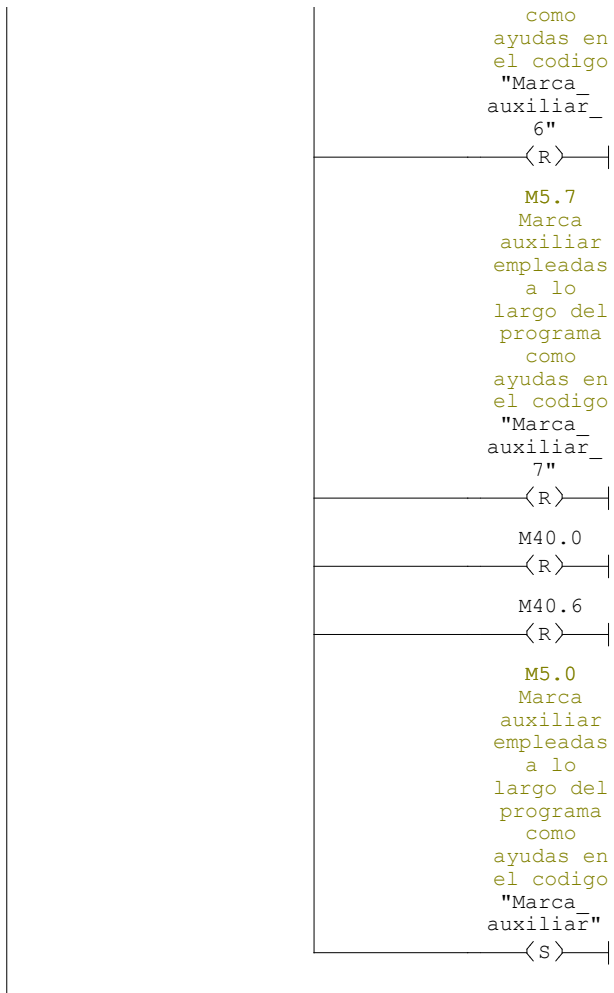 como
ayudas en
el codigo
"Marca_
auxiliar_
6"
R
M5.7
Marca
auxiliar
empleadas
a lo
largo del
programa
como
ayudas en
el codigo
"Marca_
auxiliar_
7"
R
M40.0
R
M40.6
R
M5.0
Marca
auxiliar
empleadas
a lo
largo del
programa
como
ayudas en
el codigo
"Marca_
auxiliar"
S